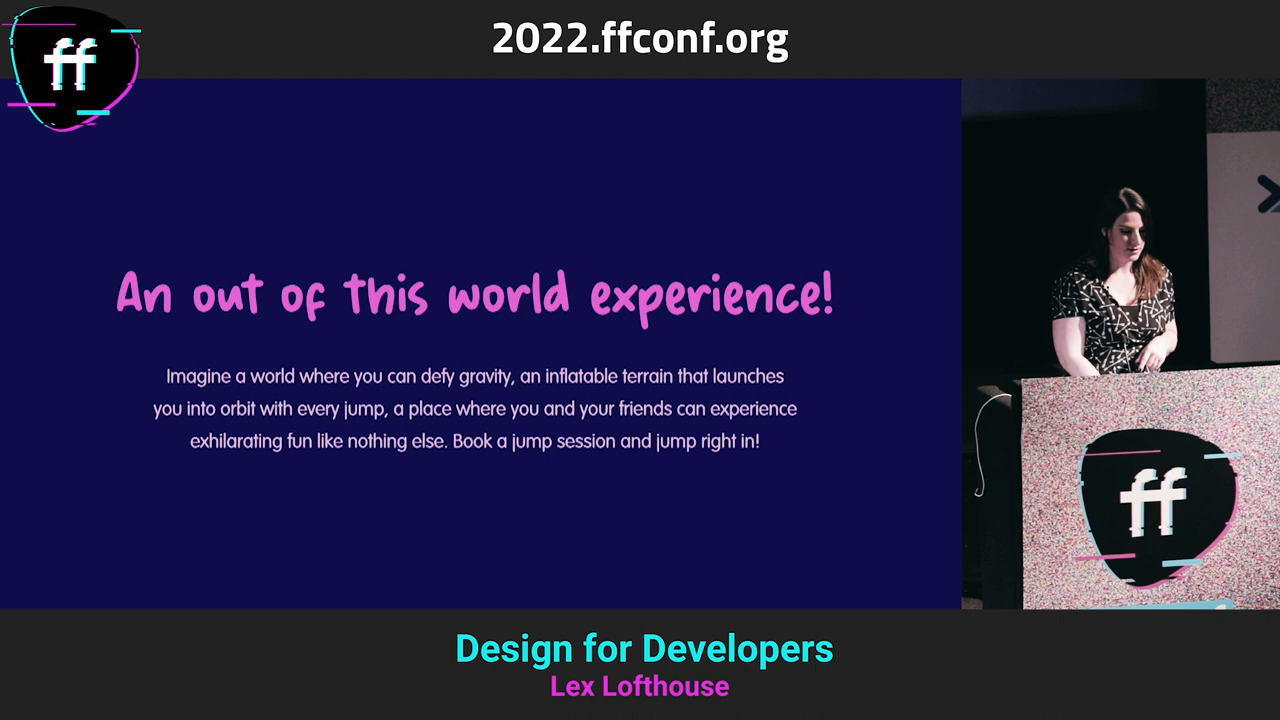 2022.ffconf.org
ff
An out of this world experience!
Imagine a world where you can defy gravity, an inflatable terrain that launches
you into orbit with every jump, a place where you and your friends can experience
exhilarating fun like nothing else. Book a jump session and jump right in!
ff
Design for Developers
Lex Lofthouse